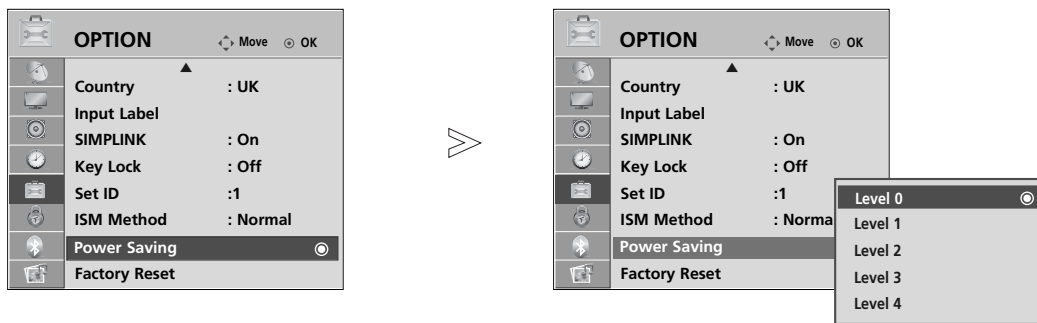 OPTION
Move
OK
Country : UK
Input Label
SIMPLINK : On
Key Lock : Off
Set ID :1
ISM Method : Normal
Power Saving
Factory Reset
OPTION
Move
OK
Country : UK
Input Label
SIMPLINK : On
Key Lock : Off
Set ID :1
ISM Method : Norma
Power Saving
Factory Reset
Level 0
Level 1
Level 2
Level 3
Level 4